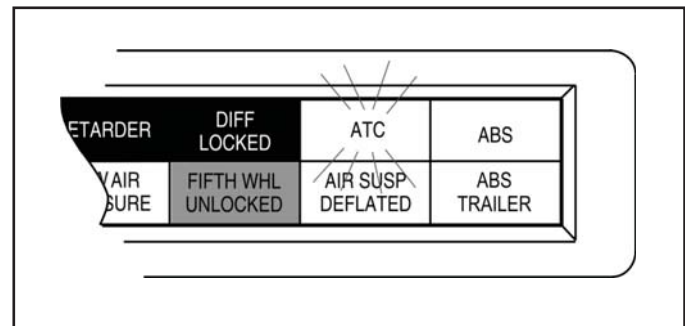 ETARDER
DIFF
LOCKED
ATC
ABS
/AIR
SURE
FIFTH WHL
UNLOCKED
AIR SUSP
DEFLATED
ABS
TRAILER